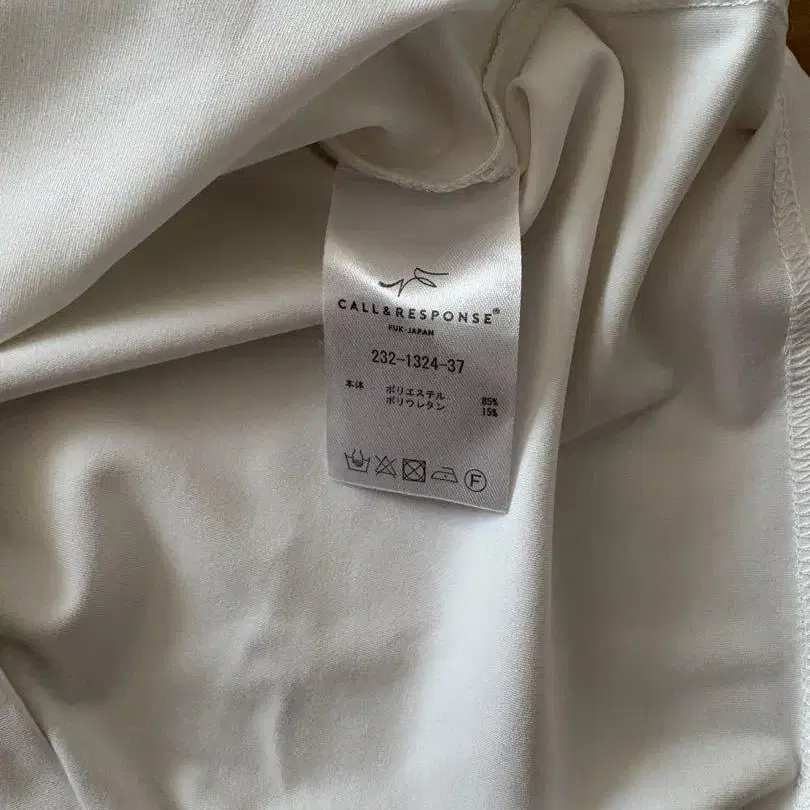 CALL&RESPONSE®
FUK-JAPAN
232-1324-37
本体 ポリエステル 85%
ポリウレタン 15%
F